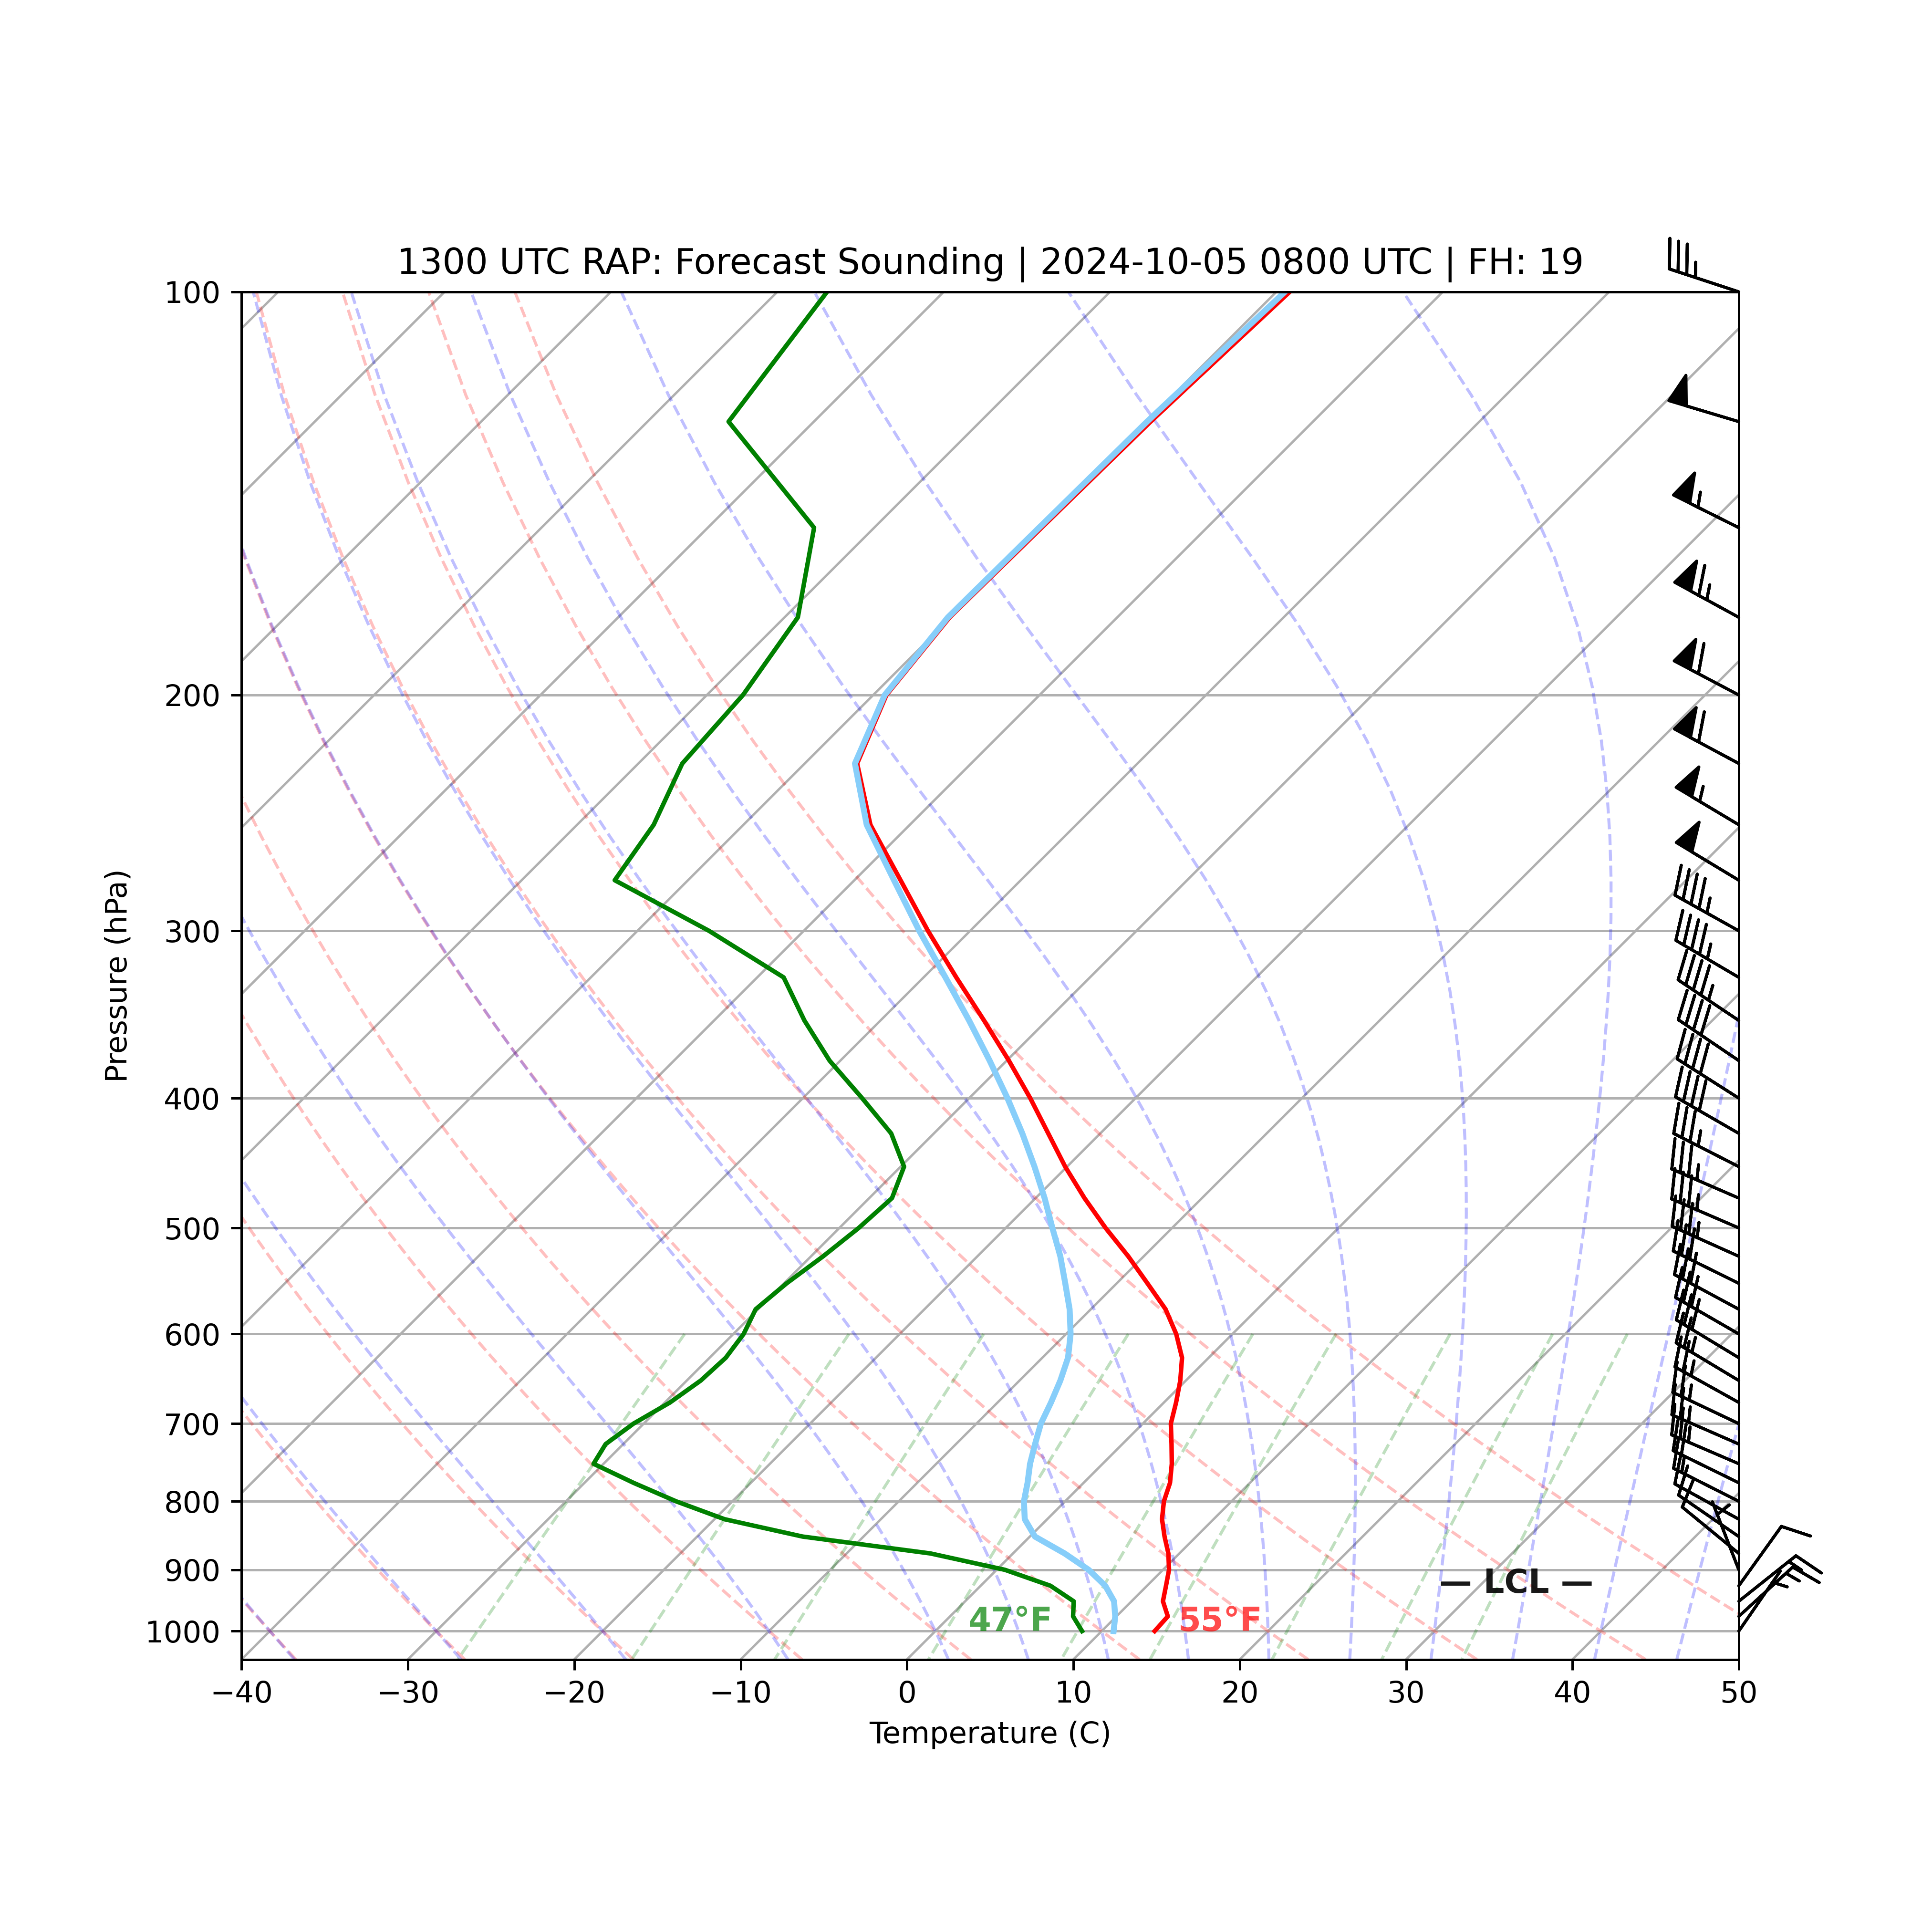 1300 UTC RAP: Forecast Sounding | 2024-10-05 0800 UTC | FH: 19
100
200
300
400
500
600
700
800
900
1000
Pressure (hPa)
— LCL —
47°F
55°F
−40 −30 −20 −10 0 10 20 30 40 50
Temperature (C)